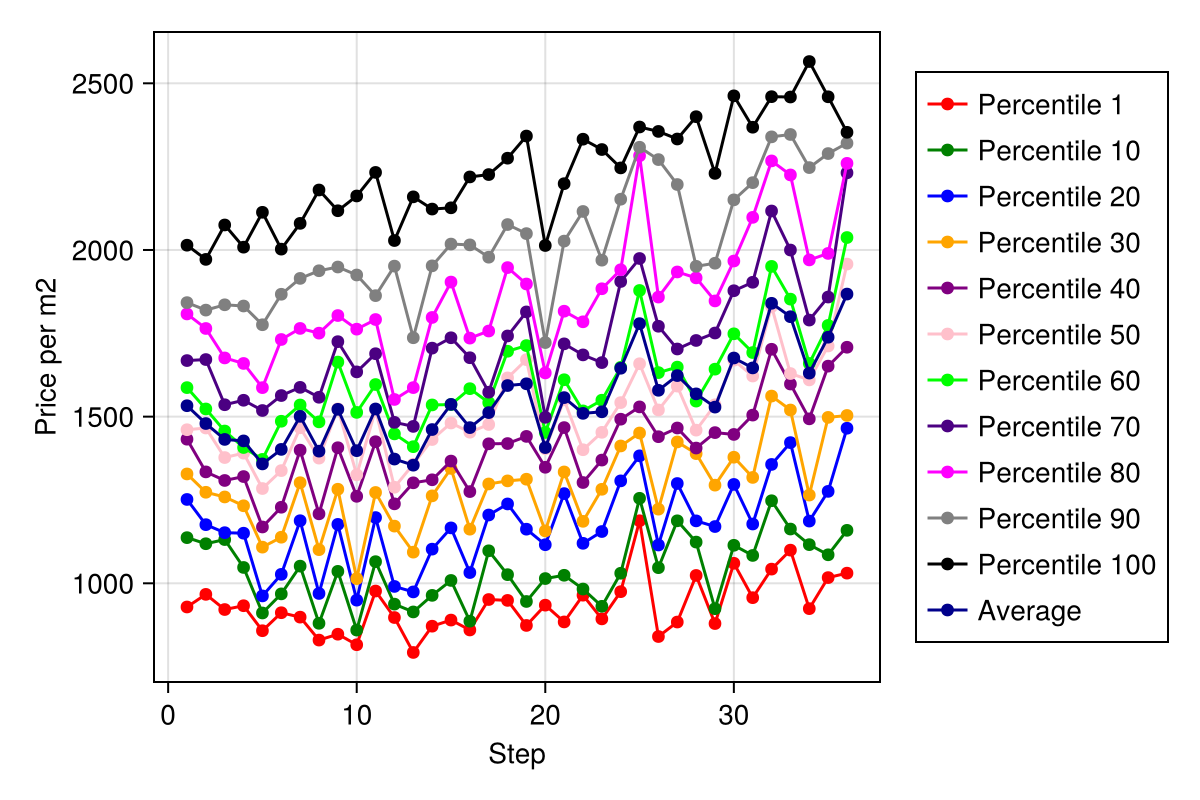 Price per m2
2500
2000
1500
1000
0
10
20
30
Step
Percentile 1
Percentile 10
Percentile 20
Percentile 30
Percentile 40
Percentile 50
Percentile 60
Percentile 70
Percentile 80
Percentile 90
Percentile 100
Average